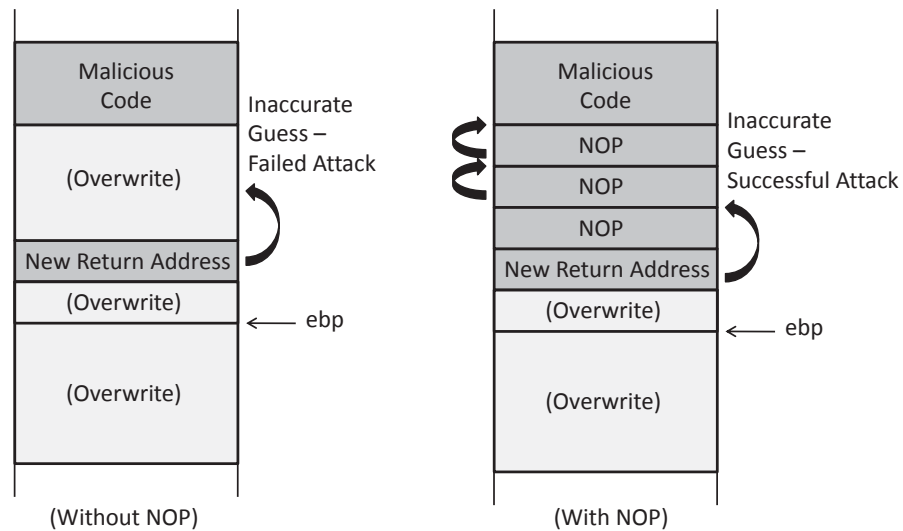 Malicious
Code
Inaccurate
Guess –
Failed Attack
(Overwrite)
New Return Address
(Overwrite)
ebp
(Overwrite)
(Without NOP)
Malicious
Code
NOP
Inaccurate
Guess –
Successful Attack
NOP
NOP
New Return Address
(Overwrite)
ebp
(Overwrite)
(With NOP)